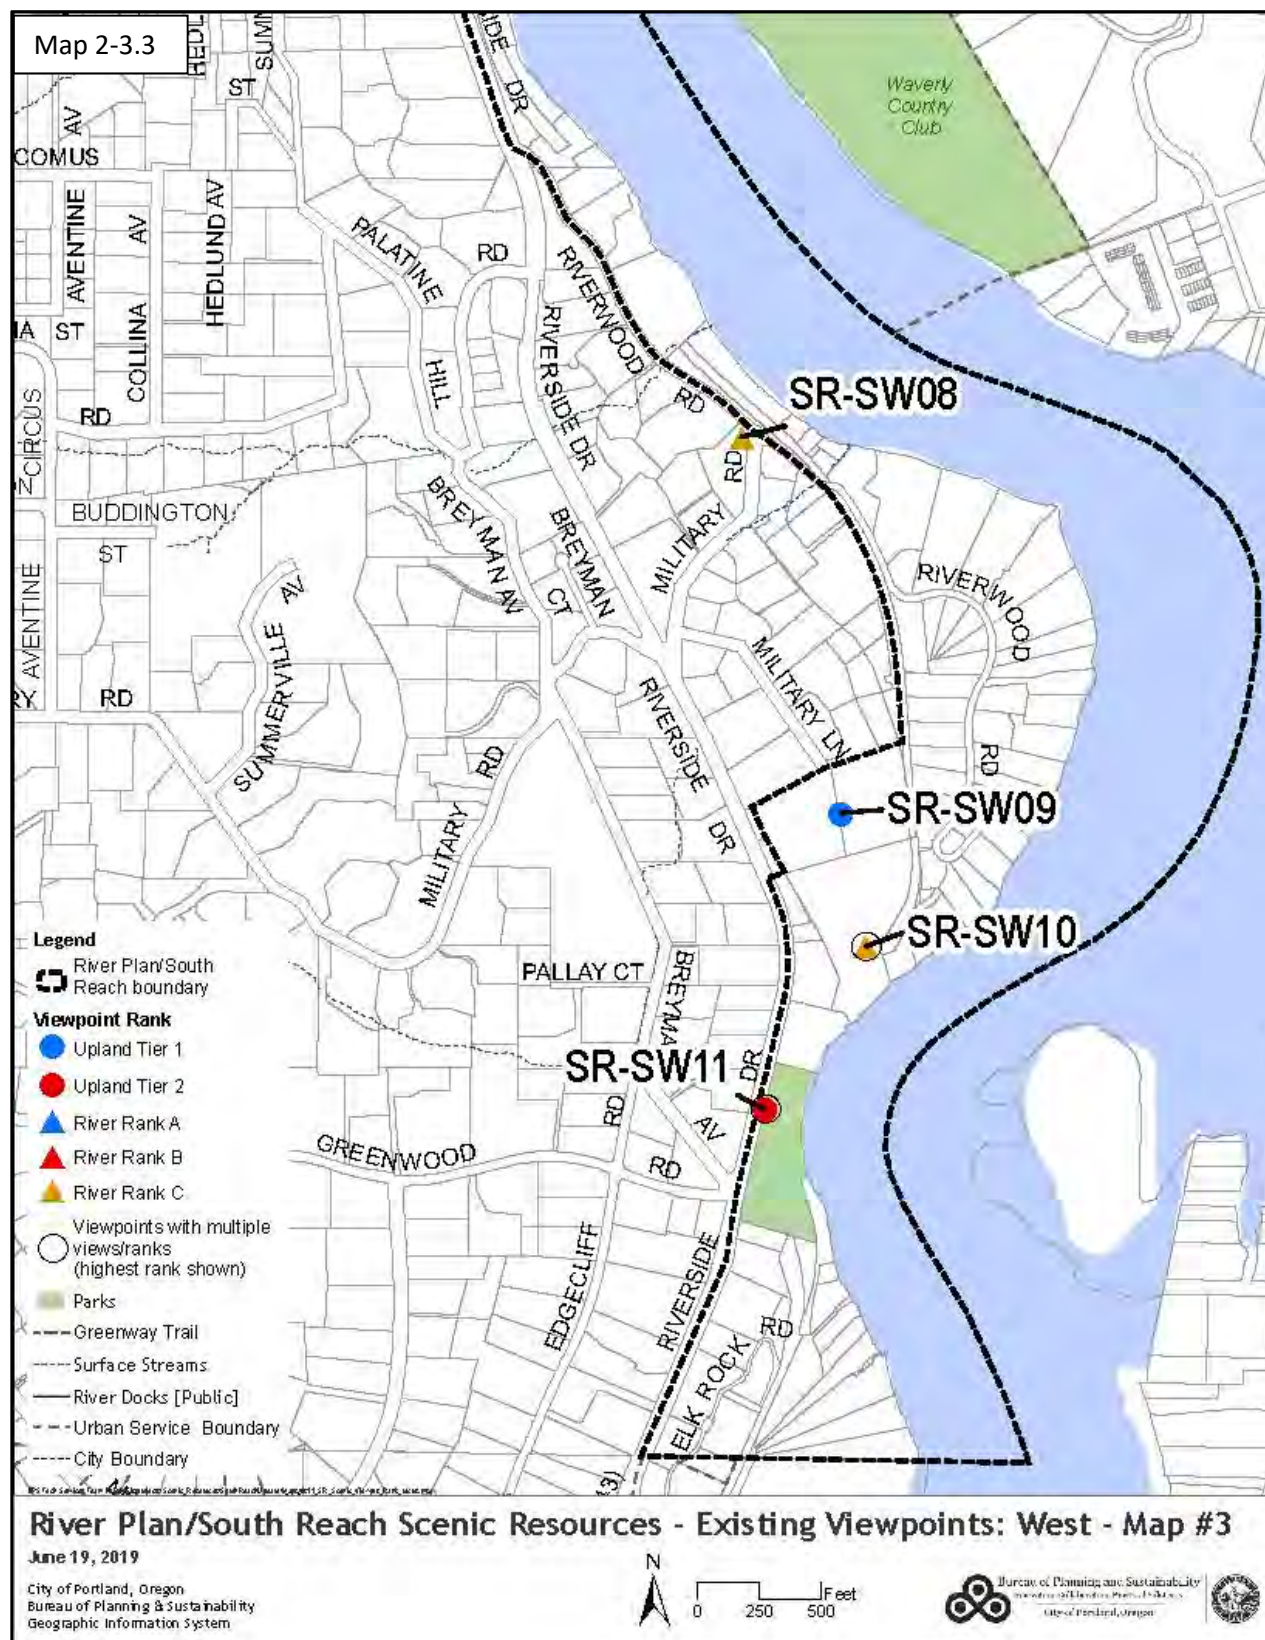 Map 2-3.3
SUMN
ST
DR
Waverly
Country
Club
AV
COMUS
AVENTINE
COLLINA
AV
HEDLUND AV
PALATINE
HILL
RD
RIVERWOOD
RD
RIVERSIDE DR
ST
RD
SR-SW08
CIRCUS
BUDDINGTON
ST
BREYMAN AV
BREYMAN
CT
MILITARY
RD
RIVERWOOD
RD
AVENTINE
RD
SUMMERVILLE
AV
MILITARY LN
RIVERSIDE
DR
MILITARY
RD
SR-SW09
SR-SW10
PALLAY CT
BREYMA
SR-SW11
DR
RD
AV
GREENWOOD
RD
EDGECLIFF
RIVERSIDE
ELK ROCK
RD
Legend
River Plan/South
Reach boundary
Viewpoint Rank
Upland Tier 1
Upland Tier 2
River Rank A
River Rank B
River Rank C
Viewpoints with multiple
views/ranks
(highest rank shown)
Parks
Greenway Trail
Surface Streams
River Docks [Public]
Urban Service Boundary
City Boundary
River Plan/South Reach Scenic Resources - Existing Viewpoints: West - Map #3
June 19, 2019
City of Portland, Oregon
Bureau of Planning & Sustainability
Geographic Information System
N
Feet
0 250 500
Bureau of Planning and Sustainability
City of Portland, Oregon